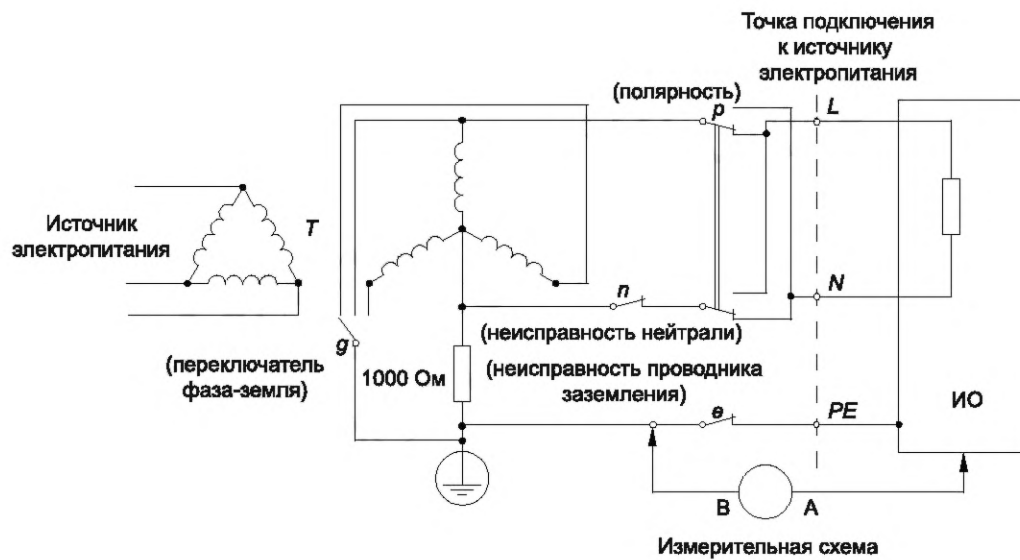 Точка подключения
к источнику
электропитания
(полярность)
p
L
Источник
электропитания
T
N
n
(неисправность нейтрали)
g
(переключатель
фаза-земля)
1000 Ом
(неисправность проводника
заземления)
e
PE
ИО
B
A
Измерительная схема